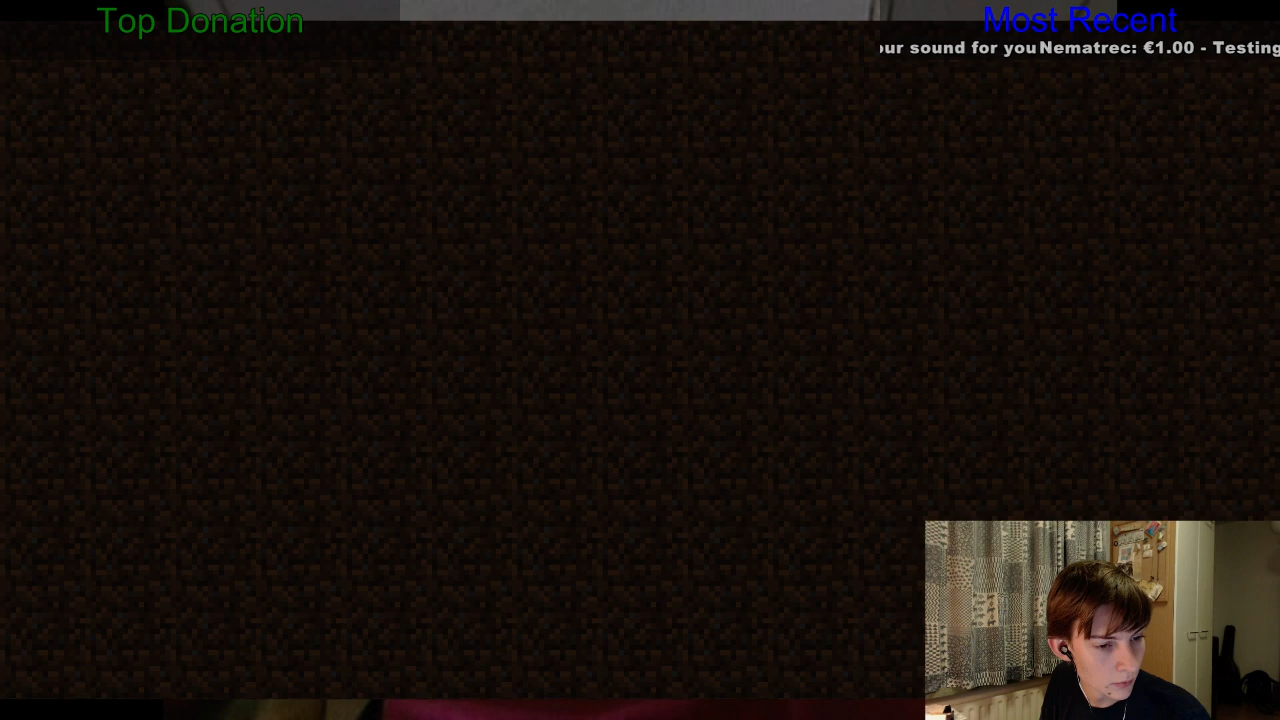 Top Donation
Most Recent
our sound for you Nematrec: €1.00 - Testing